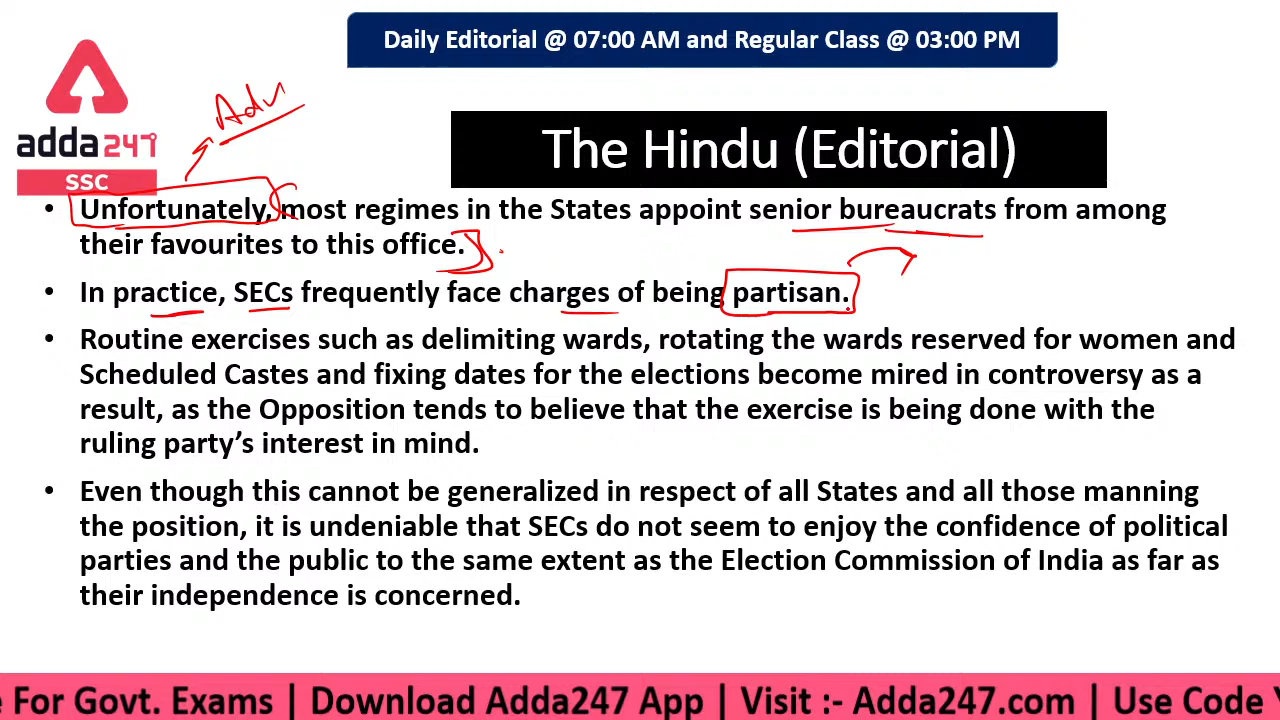 Daily Editorial @ 07:00 AM and Regular Class @ 03:00 PM
Adv
adda247
SSC
The Hindu (Editorial)
• Unfortunately, most regimes in the States appoint senior bureaucrats from among
their favourites to this office.
• In practice, SECs frequently face charges of being partisan.
• Routine exercises such as delimiting wards, rotating the wards reserved for women and
Scheduled Castes and fixing dates for the elections become mired in controversy as a
result, as the Opposition tends to believe that the exercise is being done with the
ruling party’s interest in mind.
• Even though this cannot be generalized in respect of all States and all those manning
the position, it is undeniable that SECs do not seem to enjoy the confidence of political
parties and the public to the same extent as the Election Commission of India as far as
their independence is concerned.
e For Govt. Exams | Download Adda247 App | Visit :- Adda247.com | Use Code Y